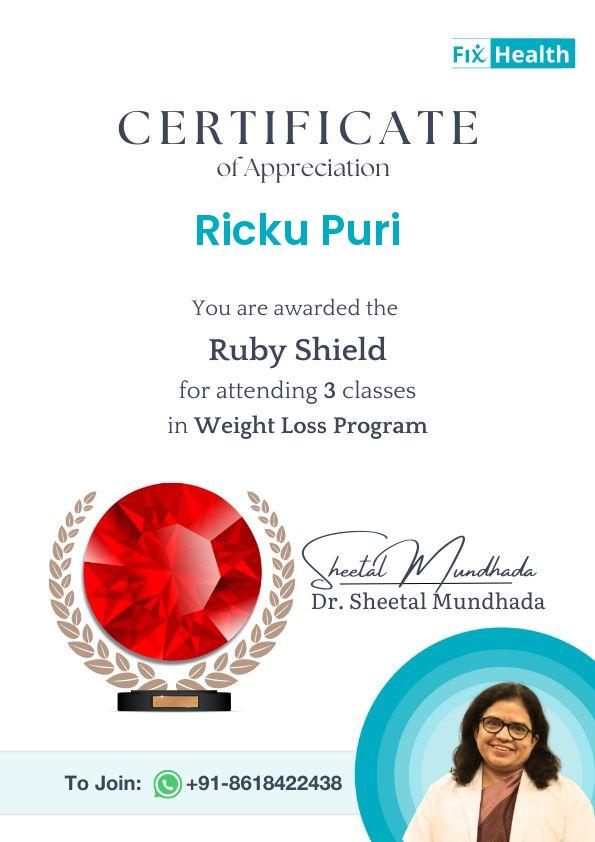 Fix Health
CERTIFICATE
of Appreciation
Ricku Puri
You are awarded the
Ruby Shield
for attending 3 classes
in Weight Loss Program
Sheetal Mundhada
Dr. Sheetal Mundhada
To Join: +91-8618422438